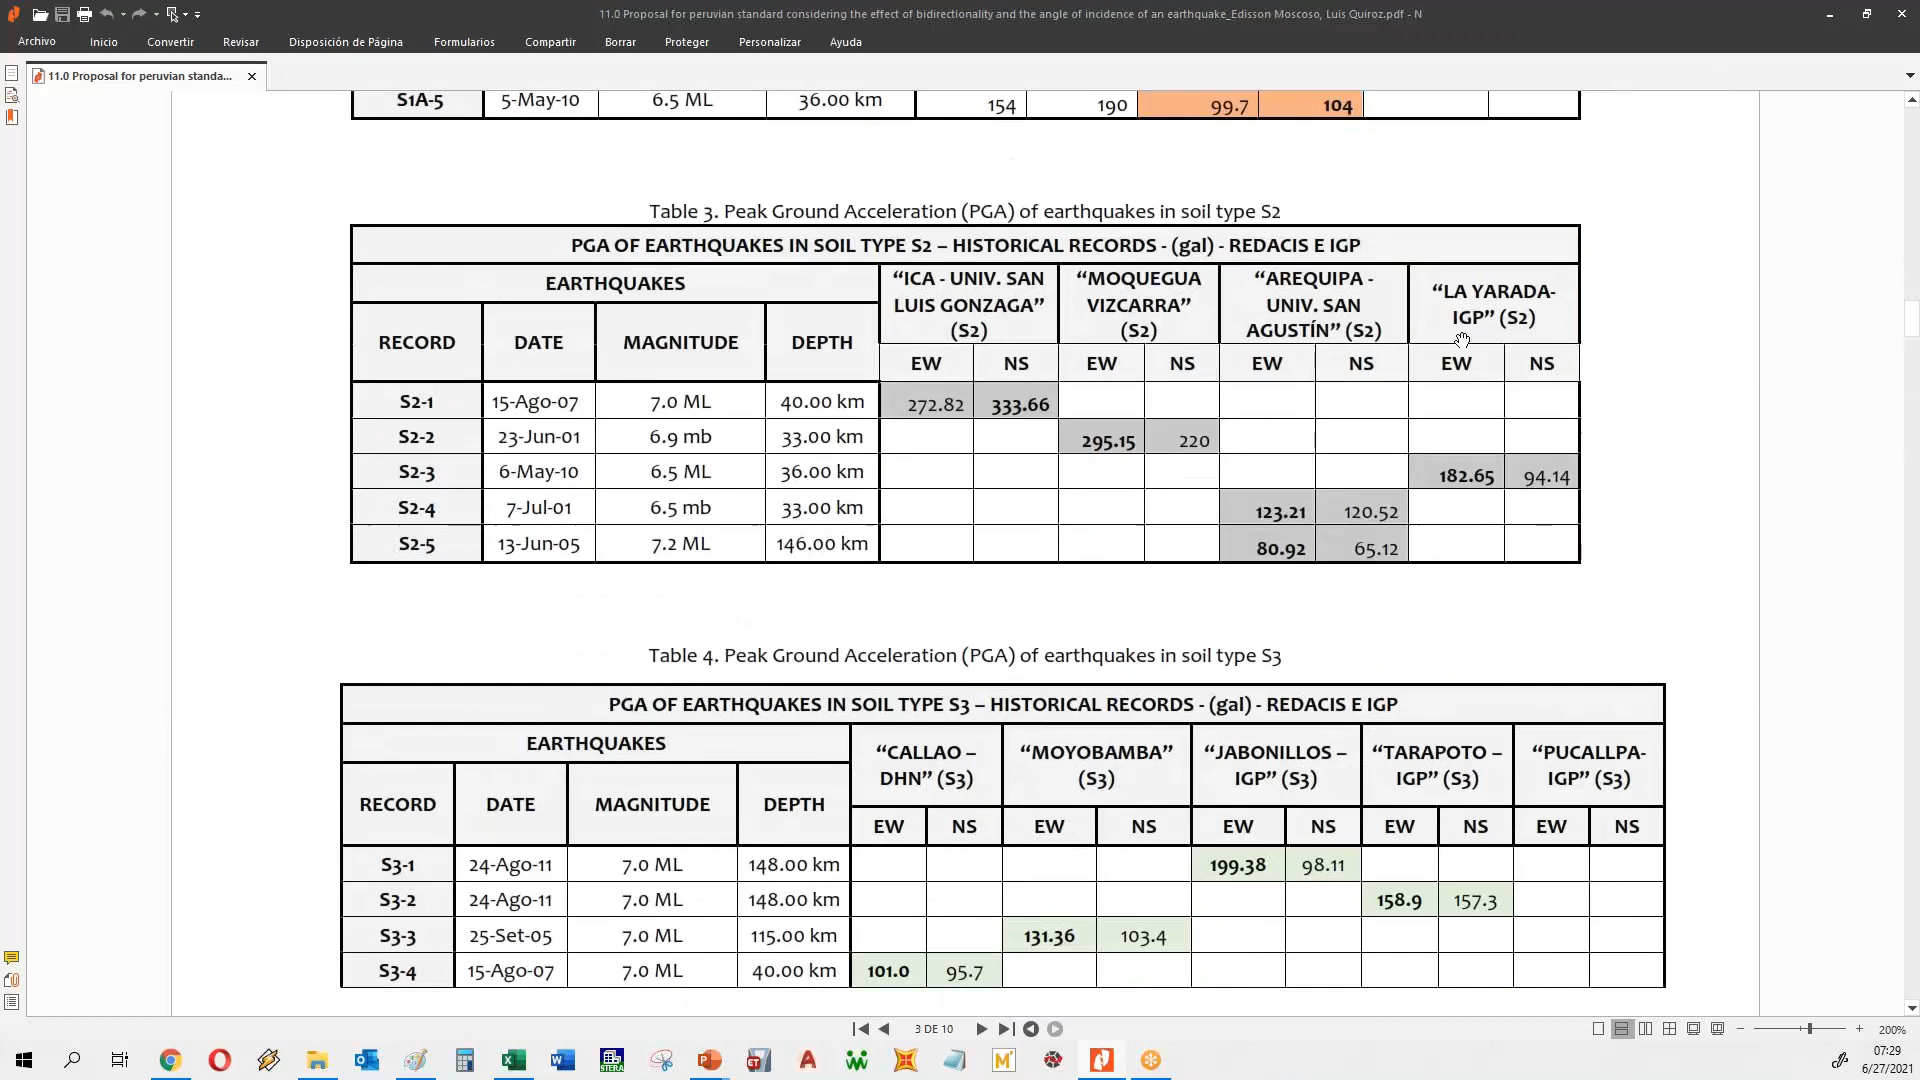 11.0 Proposal for peruvian standard considering the effect of bidirectionality and the angle of incidence of an earthquake_Edisson Moscoso, Luis Quiroz.pdf - N
Archivo Inicio Convertir Revisar Disposición de Página Formularios Compartir Borrar Proteger Personalizar Ayuda
11.0 Proposal for peruvian standa...
S1A-5 5-May-10 6.5 ML 36.00 km 154 190 99.7 104
Table 3. Peak Ground Acceleration (PGA) of earthquakes in soil type S2
PGA OF EARTHQUAKES IN SOIL TYPE S2 – HISTORICAL RECORDS - (gal) - REDACIS E IGP
EARTHQUAKES
“ICA - UNIV. SAN
LUIS GONZAGA”
(S2)
“MOQUEGUA
VIZCARRA”
(S2)
“AREQUIPA -
UNIV. SAN
AGUSTÍN” (S2)
“LA YARADA-
IGP” (S2)
RECORD DATE MAGNITUDE DEPTH
EW NS EW NS EW NS EW NS
S2-1 15-Ago-07 7.0 ML 40.00 km 272.82 333.66
S2-2 23-Jun-01 6.9 mb 33.00 km 295.15 220
S2-3 6-May-10 6.5 ML 36.00 km 182.65 94.14
S2-4 7-Jul-01 6.5 mb 33.00 km 123.21 120.52
S2-5 13-Jun-05 7.2 ML 146.00 km 80.92 65.12
Table 4. Peak Ground Acceleration (PGA) of earthquakes in soil type S3
PGA OF EARTHQUAKES IN SOIL TYPE S3 – HISTORICAL RECORDS - (gal) - REDACIS E IGP
EARTHQUAKES
“CALLAO –
DHN” (S3)
“MOYOBAMBA”
(S3)
“JABONILLOS –
IGP” (S3)
“TARAPOTO –
IGP” (S3)
“PUCALLPA-
IGP” (S3)
RECORD DATE MAGNITUDE DEPTH
EW NS EW NS EW NS EW NS EW NS
S3-1 24-Ago-11 7.0 ML 148.00 km 199.38 98.11
S3-2 24-Ago-11 7.0 ML 148.00 km 158.9 157.3
S3-3 25-Set-05 7.0 ML 115.00 km 131.36 103.4
S3-4 15-Ago-07 7.0 ML 40.00 km 101.0 95.7
3 DE 10
200%
STERA
ET
07:29
6/27/2021